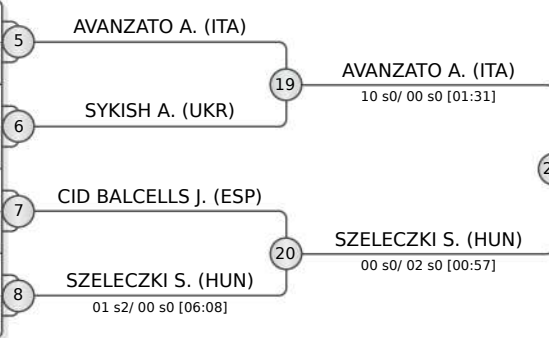 AVANZATO A. (ITA)
5
19
AVANZATO A. (ITA)
10 s0/ 00 s0 [01:31]
SYKISH A. (UKR)
6
CID BALCELLS J. (ESP)
7
20
SZELECZKI S. (HUN)
00 s0/ 02 s0 [00:57]
SZELECZKI S. (HUN)
8
01 s2/ 00 s0 [06:08]